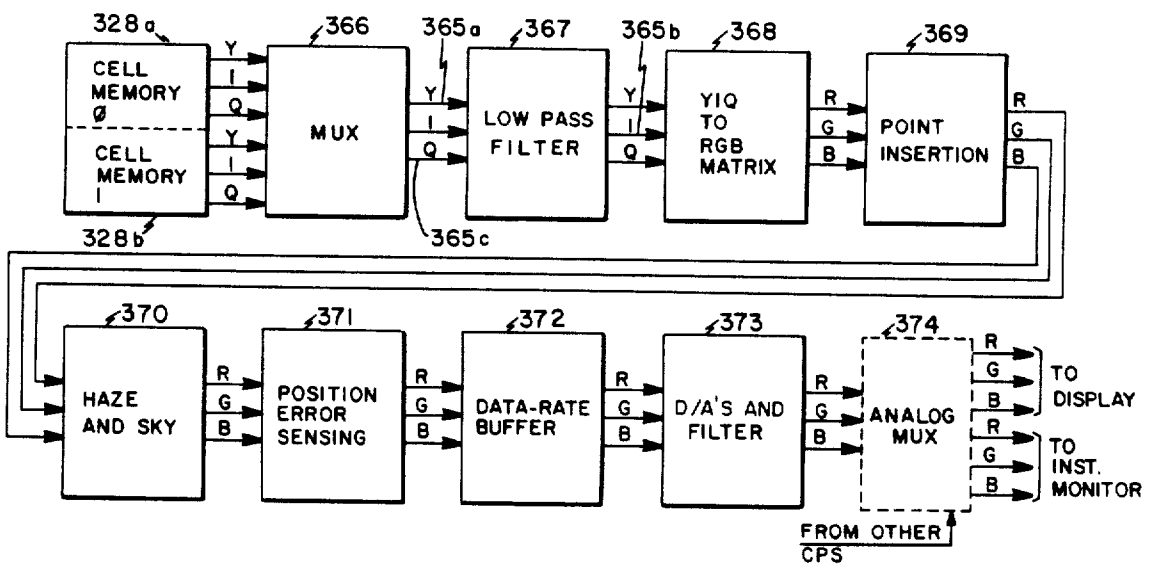 328a
366
365a
367
365b
368
369
CELL
MEMORY
Ø
Y
I
Q
CELL
MEMORY
I
Y
I
Q
328b
MUX
Y
I
Q
365c
LOW PASS
FILTER
Y
I
Q
YIQ
TO
RGB
MATRIX
R
G
B
POINT
INSERTION
R
G
B
370
371
372
373
374
HAZE
AND SKY
R
G
B
POSITION
ERROR
SENSING
R
G
B
DATA-RATE
BUFFER
R
G
B
D/A'S AND
FILTER
R
G
B
ANALOG
MUX
R
G
B
TO
DISPLAY
R
G
B
TO
INST.
MONITOR
FROM OTHER
CPS